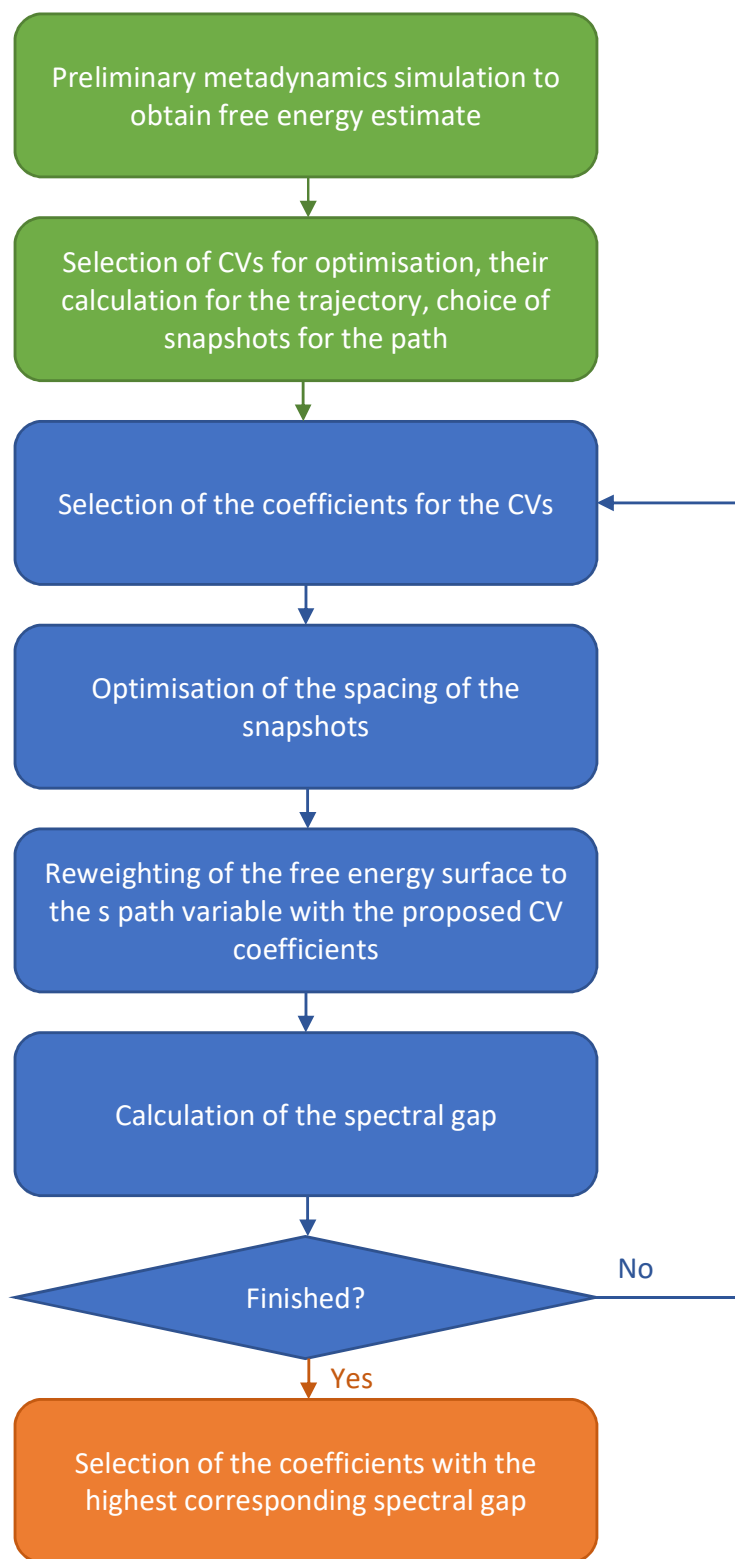 Preliminary metadynamics simulation to
obtain free energy estimate
Selection of CVs for optimisation, their
calculation for the trajectory, choice of
snapshots for the path
Selection of the coefficients for the CVs
Optimisation of the spacing of the
snapshots
Reweighting of the free energy surface to
the s path variable with the proposed CV
coefficients
Calculation of the spectral gap
Finished?
No
Yes
Selection of the coefficients with the
highest corresponding spectral gap